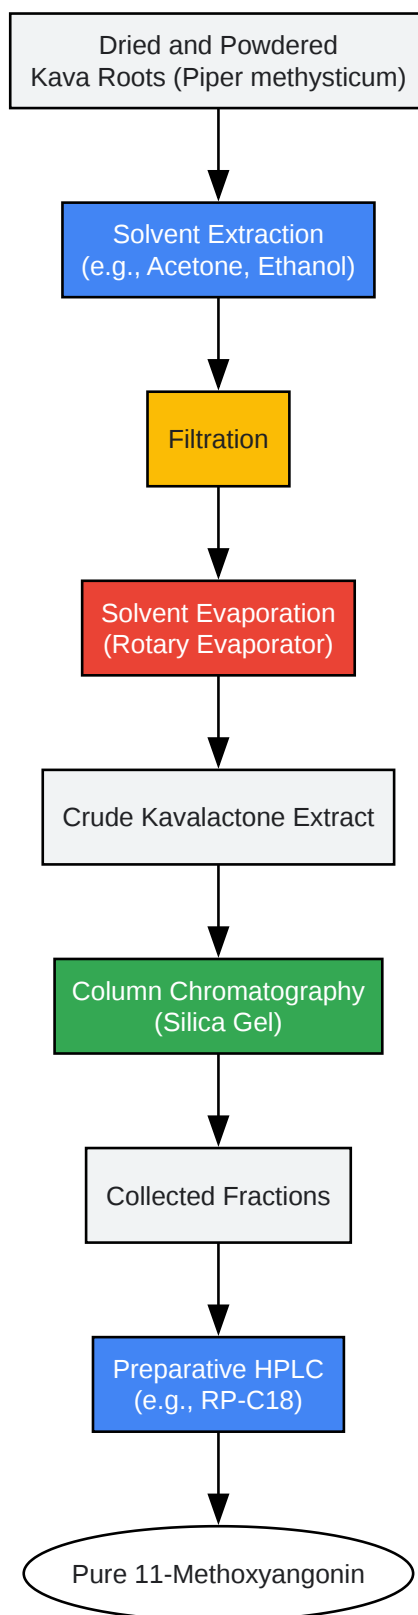 Dried and Powdered
Kava Roots (Piper methysticum)
Solvent Extraction
(e.g., Acetone, Ethanol)
Filtration
Solvent Evaporation
(Rotary Evaporator)
Crude Kavalactone Extract
Column Chromatography
(Silica Gel)
Collected Fractions
Preparative HPLC
(e.g., RP-C18)
Pure 11-Methoxyangonin